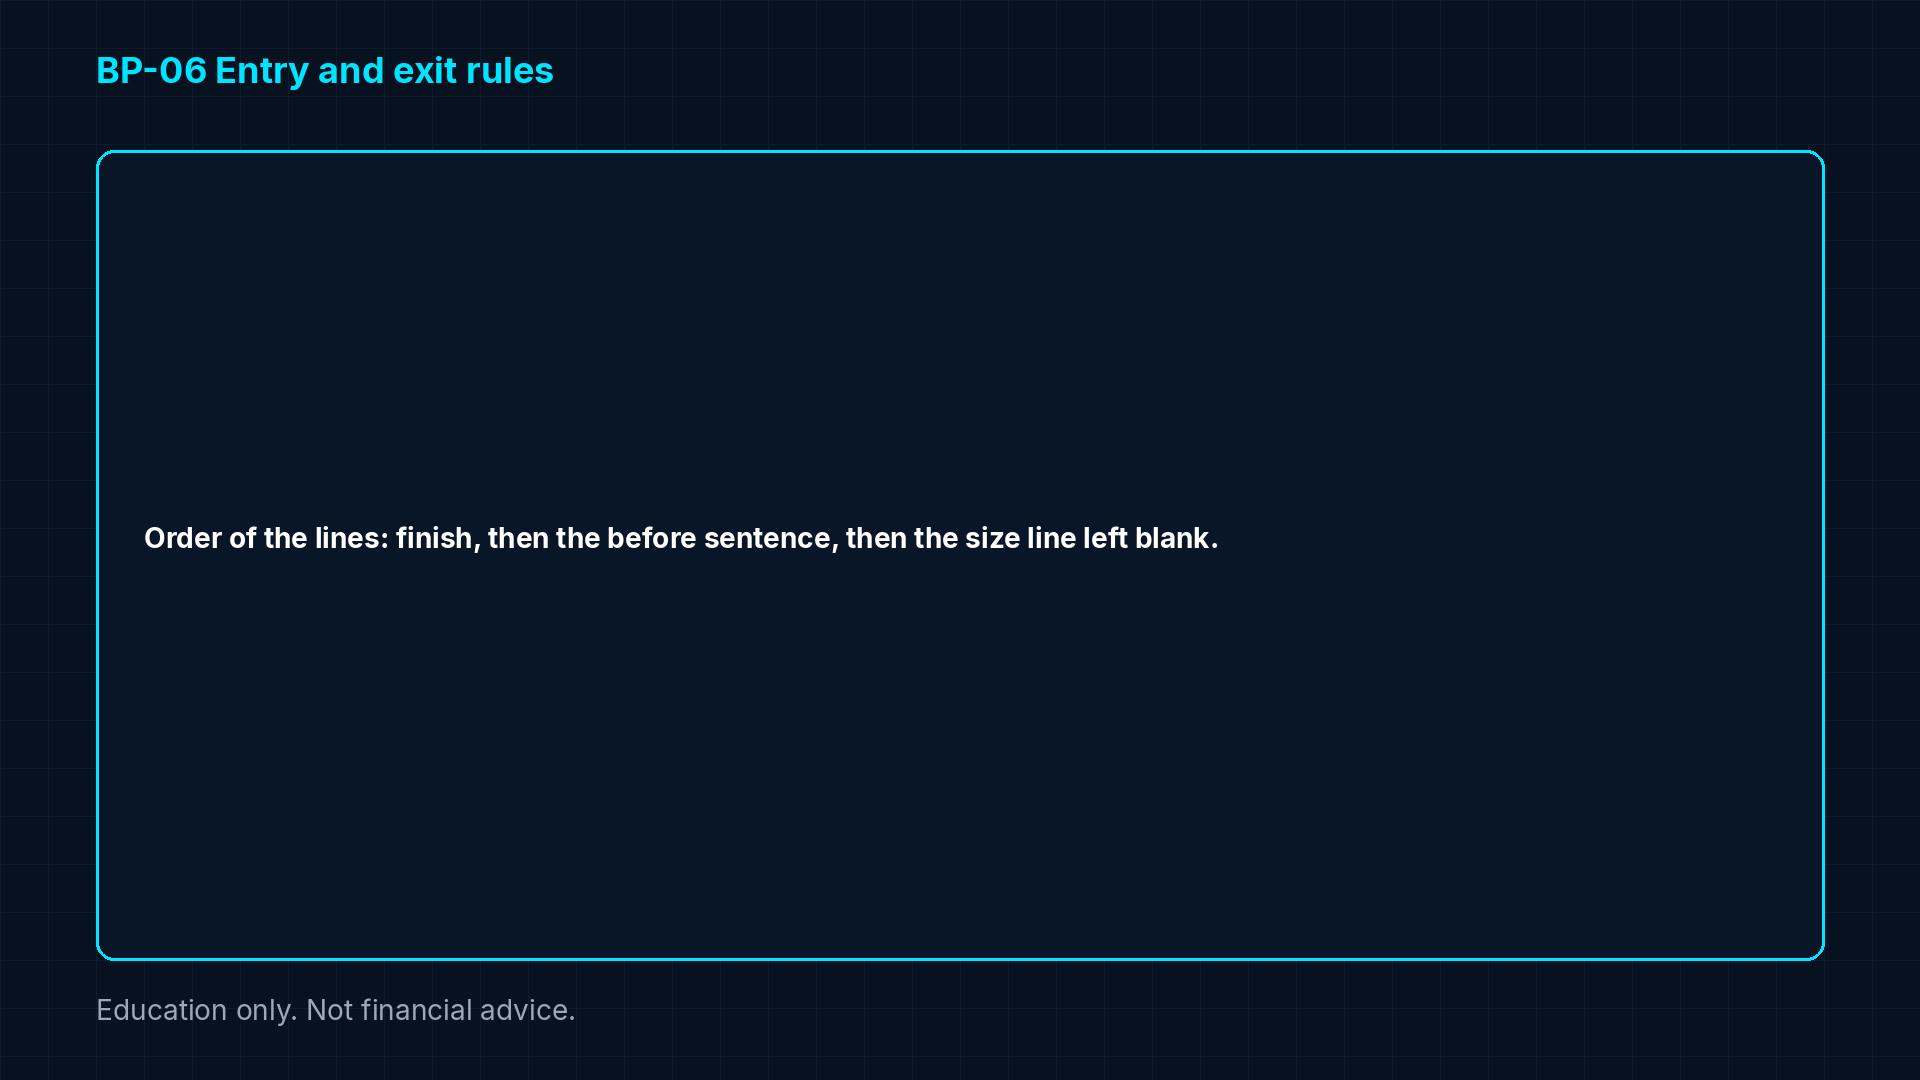 BP-06 Entry and exit rules
Order of the lines: finish, then the before sentence, then the size line left blank.
Education only. Not financial advice.